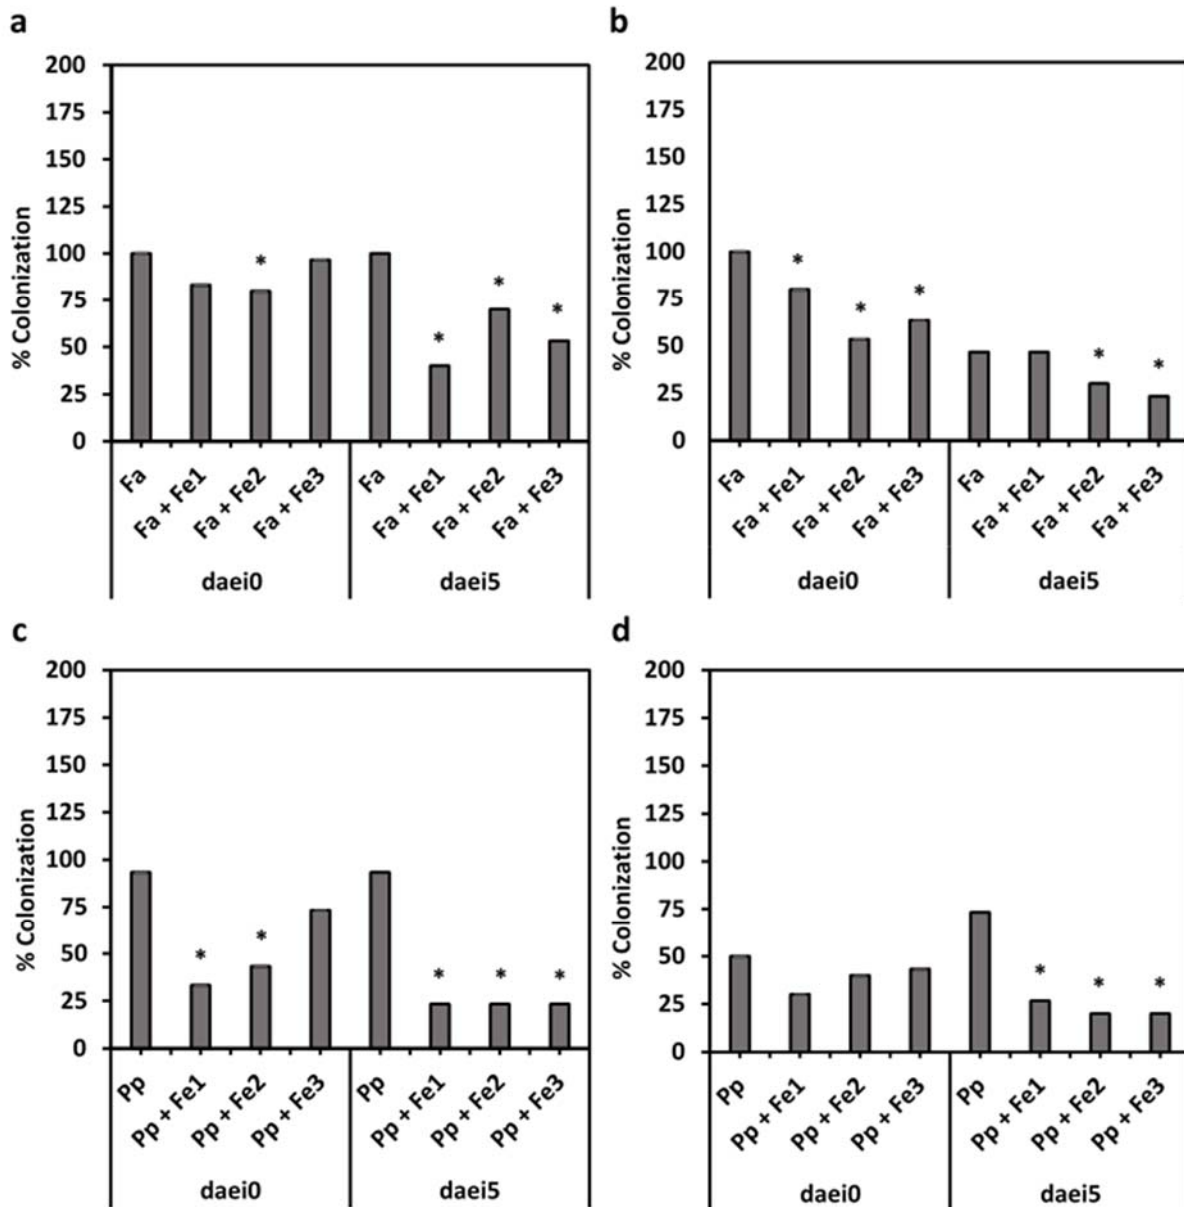 a
200
175
150
125
100
75
50
25
0
% Colonization
* * * *
Fa Fa + Fe1 Fa + Fe2 Fa + Fe3 Fa Fa + Fe1 Fa + Fe2 Fa + Fe3
daei0 daei5
b
200
175
150
125
100
75
50
25
0
% Colonization
* * * * *
Fa Fa + Fe1 Fa + Fe2 Fa + Fe3 Fa Fa + Fe1 Fa + Fe2 Fa + Fe3
daei0 daei5
c
200
175
150
125
100
75
50
25
0
% Colonization
* * * * *
Pp Pp + Fe1 Pp + Fe2 Pp + Fe3 Pp Pp + Fe1 Pp + Fe2 Pp + Fe3
daei0 daei5
d
200
175
150
125
100
75
50
25
0
% Colonization
* * *
Pp Pp + Fe1 Pp + Fe2 Pp + Fe3 Pp Pp + Fe1 Pp + Fe2 Pp + Fe3
daei0 daei5